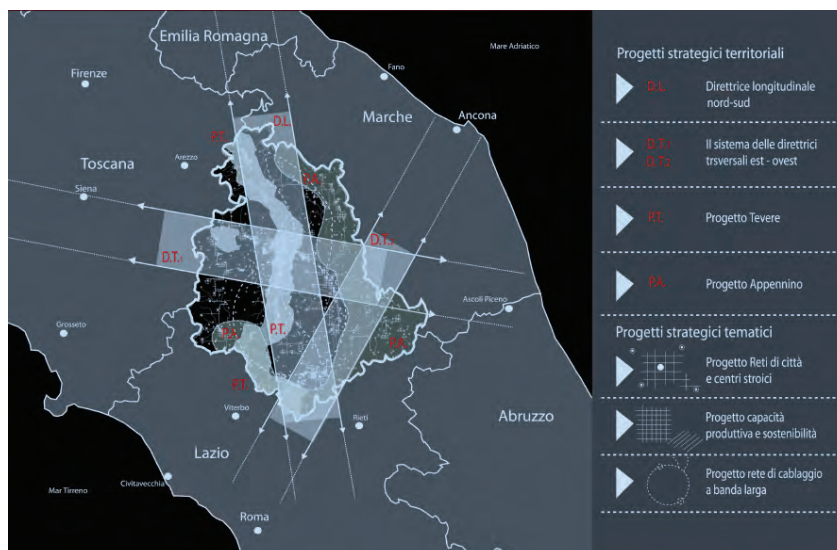 Emilia Romagna
Mare Adriatico
Firenze
Fano
Marche
Ancona
D.L.
P.T.
Toscana
Arezzo
P.A.
Siena
D.T.
D.T.
Ascoli Piceno
Grosseto
P.A.
P.T.
P.A.
P.T.
Viterbo
Rieti
Abruzzo
Lazio
Mar Tirreno
Civitavecchia
Roma
Progetti strategici territoriali
D.L.
Direttrice longitudinale
nord-sud
D.T.1
D.T.2
Il sistema delle direttrici
trsversali est - ovest
P.T.
Progetto Tevere
P.A.
Progetto Appennino
Progetti strategici tematici
Progetto Reti di città
e centri stroici
Progetto capacità
produttiva e sostenibilità
Progetto rete di cablaggio
a banda larga